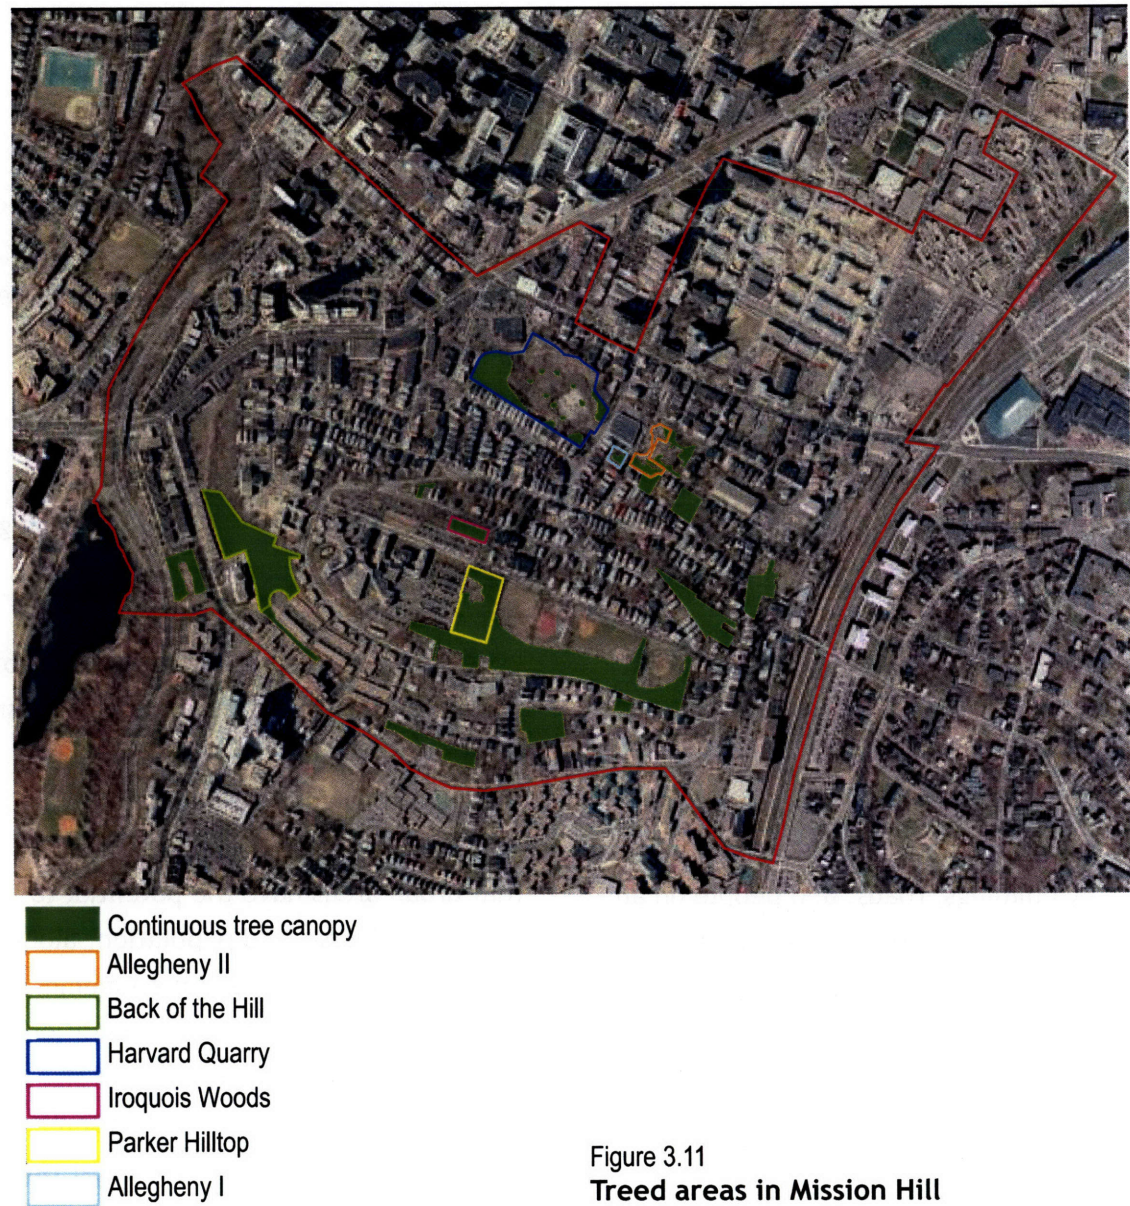 Continuous tree canopy
Allegheny II
Back of the Hill
Harvard Quarry
Iroquois Woods
Parker Hilltop
Allegheny I
Figure 3.11
Treed areas in Mission Hill